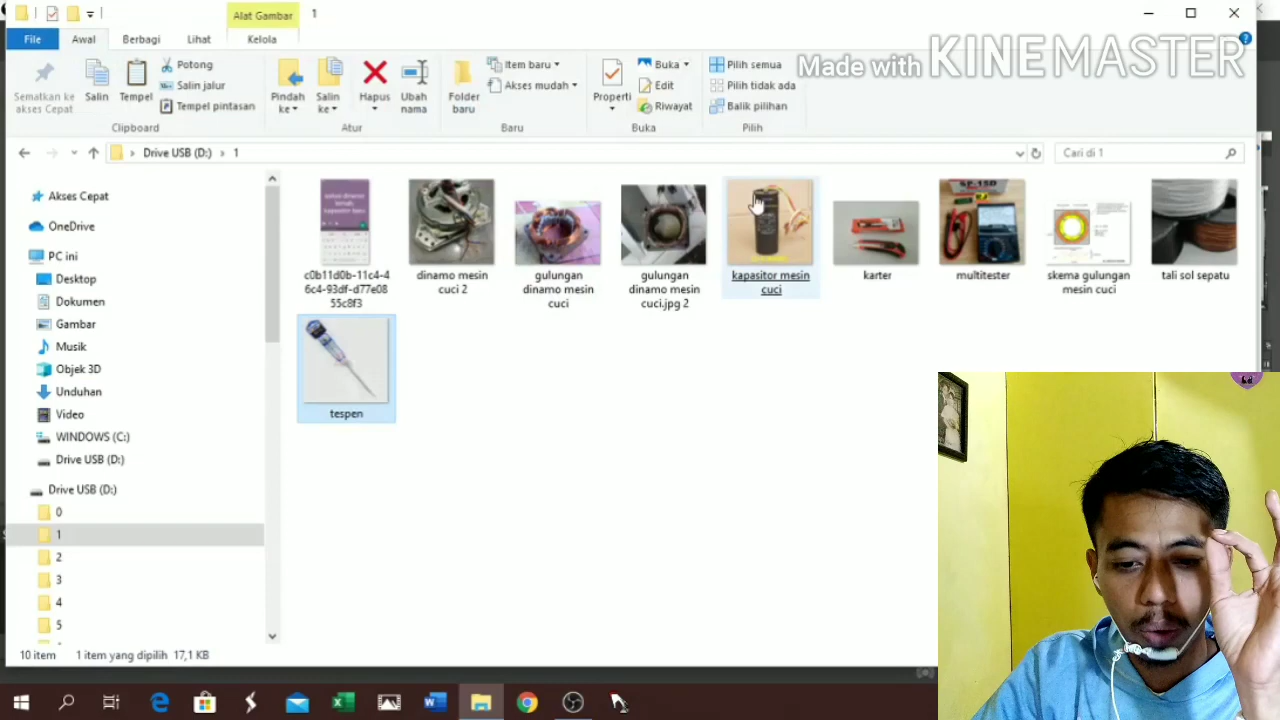 Alat Gambar
1
File
Awal
Berbagi
Lihat
Kelola
Made with KINEMASTER
Sematkan ke akses Cepat
Salin
Tempel
Potong
Salin jalur
Tempel pintasan
Clipboard
Pindah ke
Salin ke
Hapus
Ubah nama
Atur
Folder baru
Item baru
Akses mudah
Baru
Properti
Buka
Edit
Riwayat
Buka
Pilih semua
Pilih tidak ada
Balik pilihan
Pilih
Drive USB (D:) › 1
Cari di 1
Akses Cepat
OneDrive
PC ini
Desktop
Dokumen
Gambar
Musik
Objek 3D
Unduhan
Video
WINDOWS (C:)
Drive USB (D:)
Drive USB (D:)
0
1
2
3
4
5
c0b11d0b-11c4-4
6c4-93df-d77e08
55c8f3
dinamo mesin
cuci 2
gulungan
dinamo mesin
cuci
gulungan
dinamo mesin
cuci.jpg 2
kapasitor mesin
cuci
karter
multitester
SP-15D
skema gulungan
mesin cuci
tali sol sepatu
tespen
10 item
1 item yang dipilih 17,1 KB